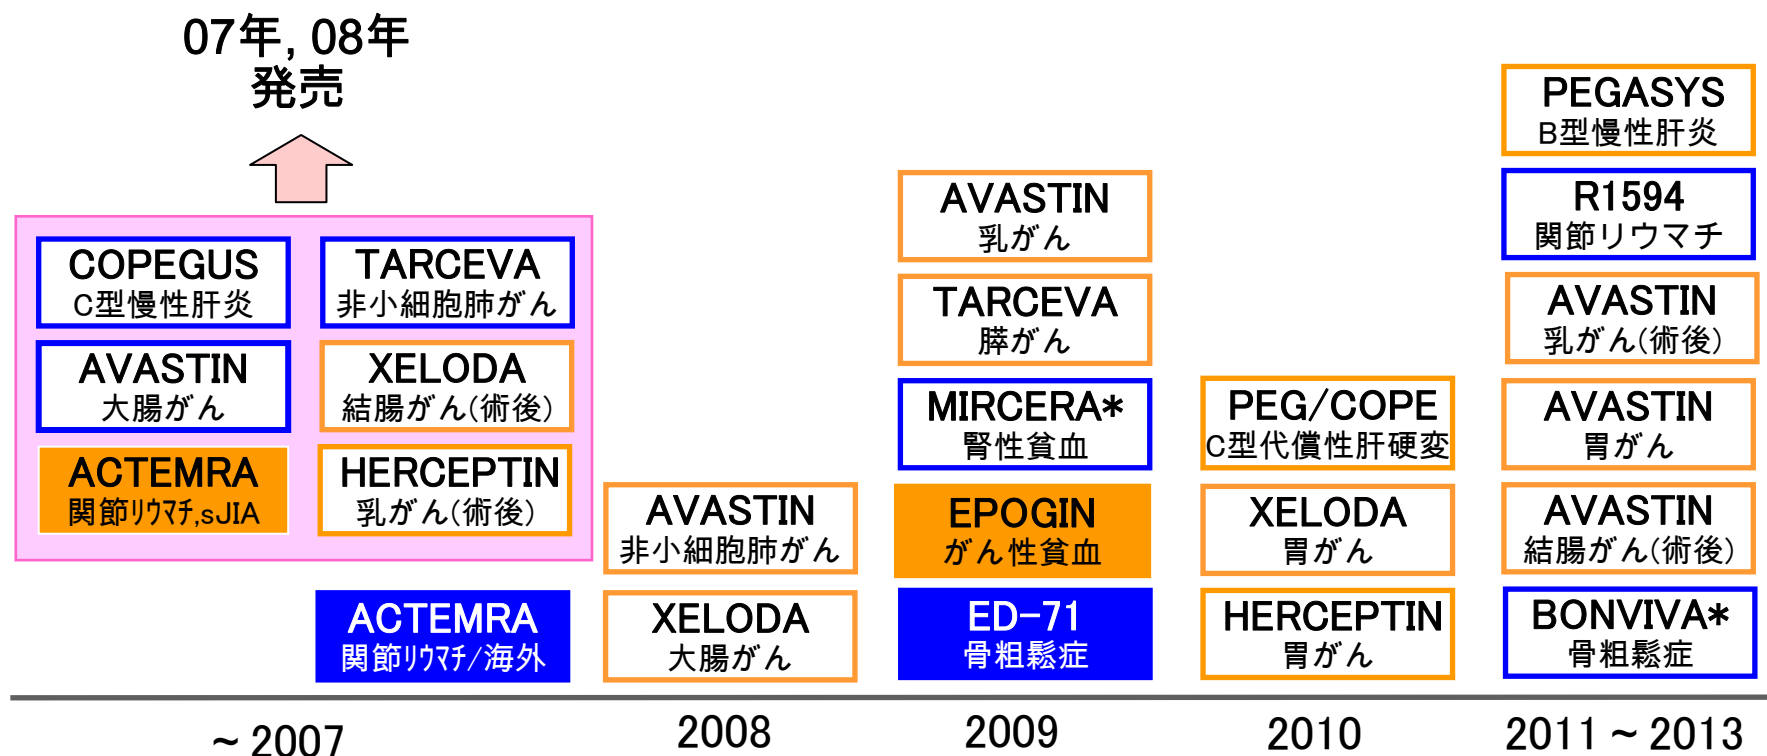 07年, 08年
発売
COPEGUS
C型慢性肝炎
TARCEVA
非小細胞肺がん
AVASTIN
大腸がん
XELODA
結腸がん(術後)
ACTEMRA
関節ﾘｳﾏﾁ,sJIA
HERCEPTIN
乳がん(術後)
ACTEMRA
関節ﾘｳﾏﾁ/海外
~ 2007
AVASTIN
非小細胞肺がん
XELODA
大腸がん
2008
AVASTIN
乳がん
TARCEVA
膵がん
MIRCERA*
腎性貧血
EPOGIN
がん性貧血
ED-71
骨粗鬆症
2009
PEG/COPE
C型代償性肝硬変
XELODA
胃がん
HERCEPTIN
胃がん
2010
PEGASYS
B型慢性肝炎
R1594
関節リウマチ
AVASTIN
乳がん(術後)
AVASTIN
胃がん
AVASTIN
結腸がん(術後)
BONVIVA*
骨粗鬆症
2011 ~ 2013